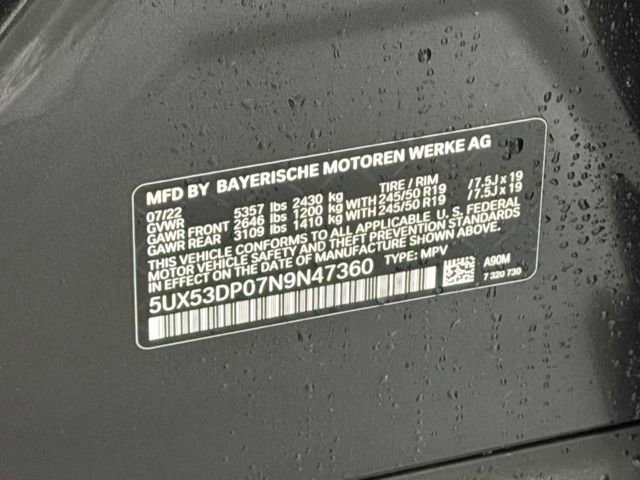 MFD BY BAYERISCHE MOTOREN WERKE AG
07/22 TIRE / RIM
GVWR 5357 lbs 2430 kg
GAWR FRONT 2646 lbs 1200 kg WITH 245/50 R19 / 7.5J x 19
GAWR REAR 3109 lbs 1410 kg WITH 245/50 R19 / 7.5J x 19
THIS VEHICLE CONFORMS TO ALL APPLICABLE U. S. FEDERAL
MOTOR VEHICLE SAFETY AND THEFT PREVENTION STANDARDS
IN EFFECT ON THE DATE OF MANUFACTURE SHOWN ABOVE.
5UX53DP07N9N47360 TYPE: MPV
A90M
7 320 730